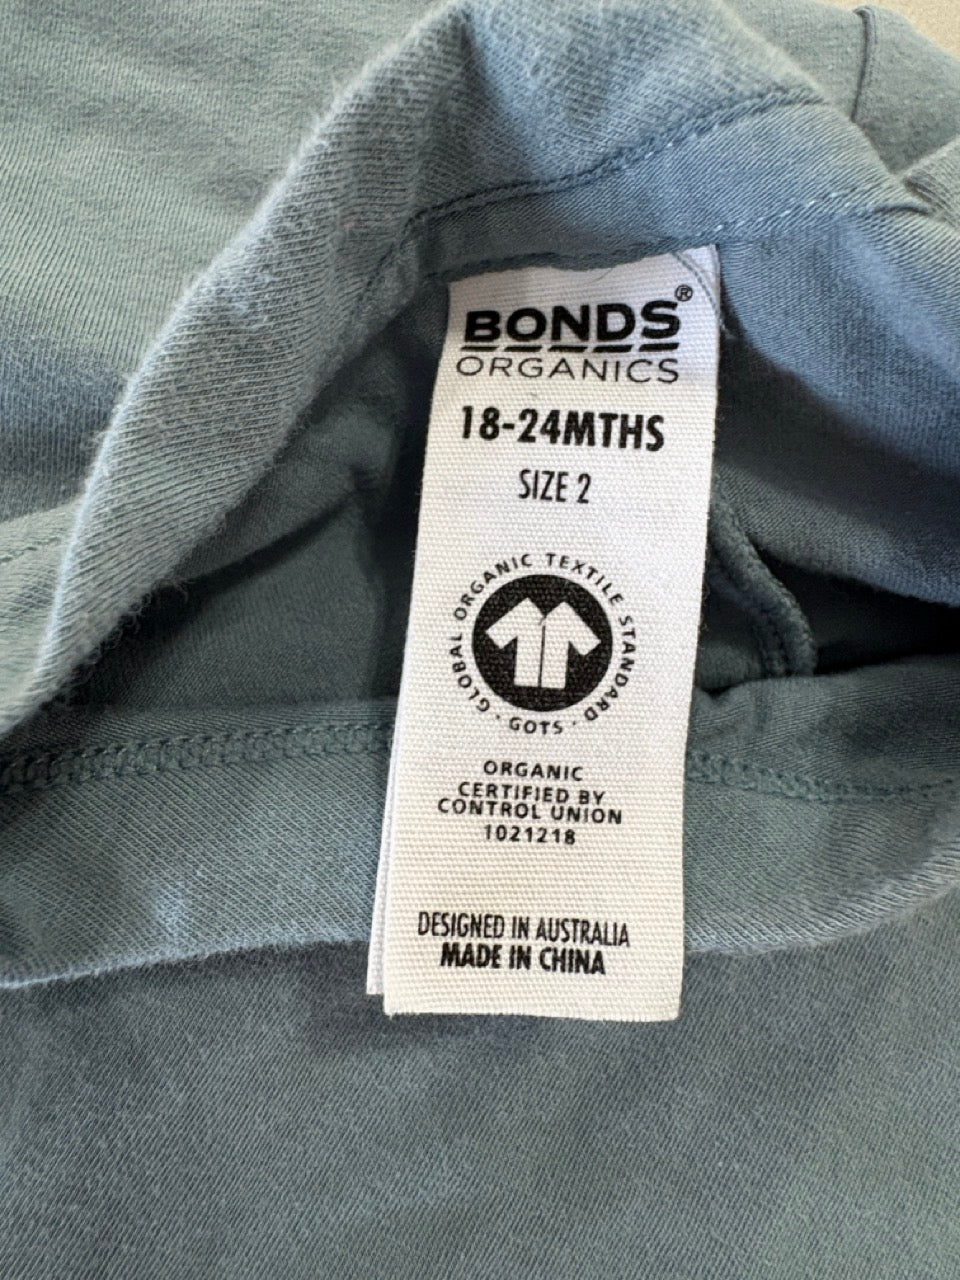 BONDS®
ORGANICS
18-24MTHS
SIZE 2
GLOBAL ORGANIC TEXTILE STANDARD
· GOTS ·
ORGANIC
CERTIFIED BY
CONTROL UNION
1021218
DESIGNED IN AUSTRALIA
MADE IN CHINA